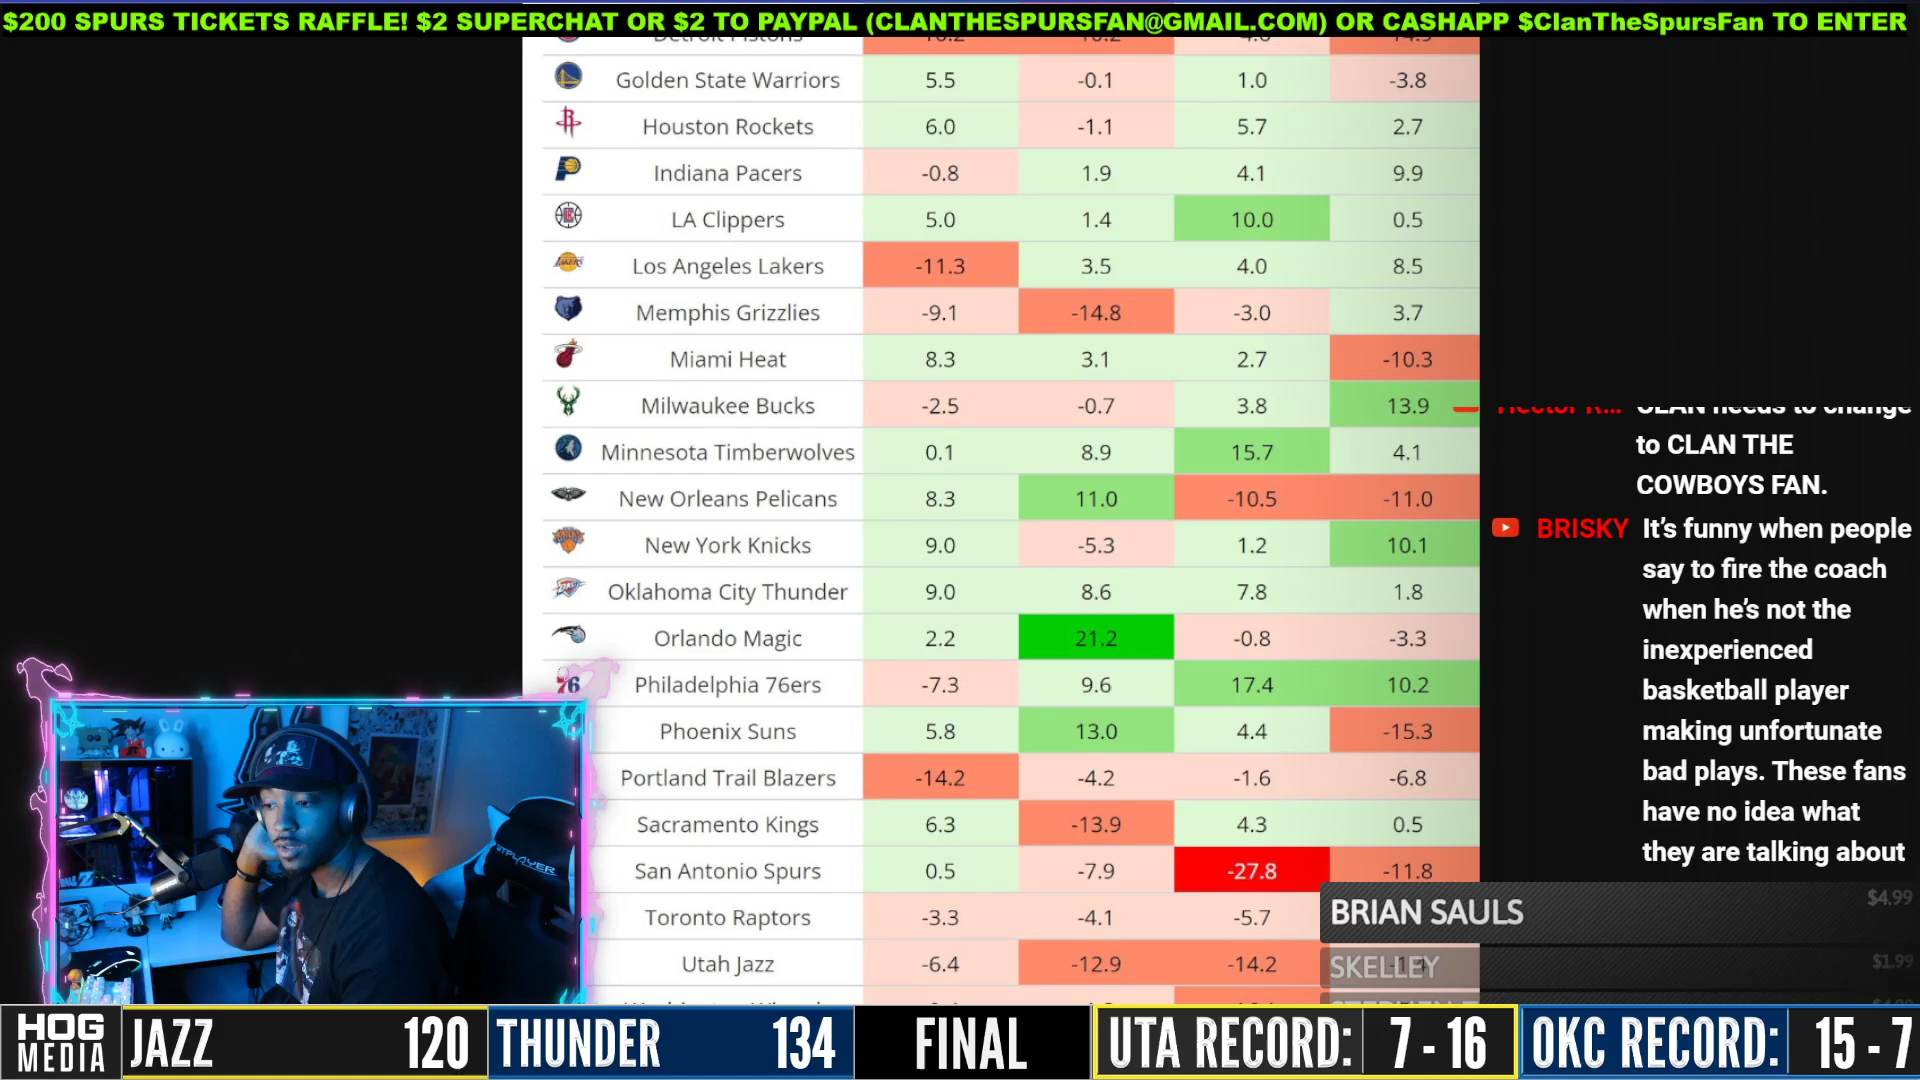 $200 SPURS TICKETS RAFFLE! $2 SUPERCHAT OR $2 TO PAYPAL (CLANTHESPURSFAN@GMAIL.COM) OR CASHAPP $ClanTheSpursFan TO ENTER
Detroit Pistons
Golden State Warriors 5.5 -0.1 1.0 -3.8
Houston Rockets 6.0 -1.1 5.7 2.7
Indiana Pacers -0.8 1.9 4.1 9.9
LA Clippers 5.0 1.4 10.0 0.5
Los Angeles Lakers -11.3 3.5 4.0 8.5
Memphis Grizzlies -9.1 -14.8 -3.0 3.7
Miami Heat 8.3 3.1 2.7 -10.3
Milwaukee Bucks -2.5 -0.7 3.8 13.9
Minnesota Timberwolves 0.1 8.9 15.7 4.1
New Orleans Pelicans 8.3 11.0 -10.5 -11.0
New York Knicks 9.0 -5.3 1.2 10.1
Oklahoma City Thunder 9.0 8.6 7.8 1.8
Orlando Magic 2.2 21.2 -0.8 -3.3
Philadelphia 76ers -7.3 9.6 17.4 10.2
Phoenix Suns 5.8 13.0 4.4 -15.3
Portland Trail Blazers -14.2 -4.2 -1.6 -6.8
Sacramento Kings 6.3 -13.9 4.3 0.5
San Antonio Spurs 0.5 -7.9 -27.8 -11.8
Toronto Raptors -3.3 -4.1 -5.7
Utah Jazz -6.4 -12.9 -14.2
CLAN needs to change
to CLAN THE
COWBOYS FAN.
BRISKY It’s funny when people
say to fire the coach
when he’s not the
inexperienced
basketball player
making unfortunate
bad plays. These fans
have no idea what
they are talking about
BRIAN SAULS $4.99
SKELLEY $1.99
HOG
MEDIA
JAZZ 120 THUNDER 134 FINAL UTA RECORD: 7 - 16 OKC RECORD: 15 - 7